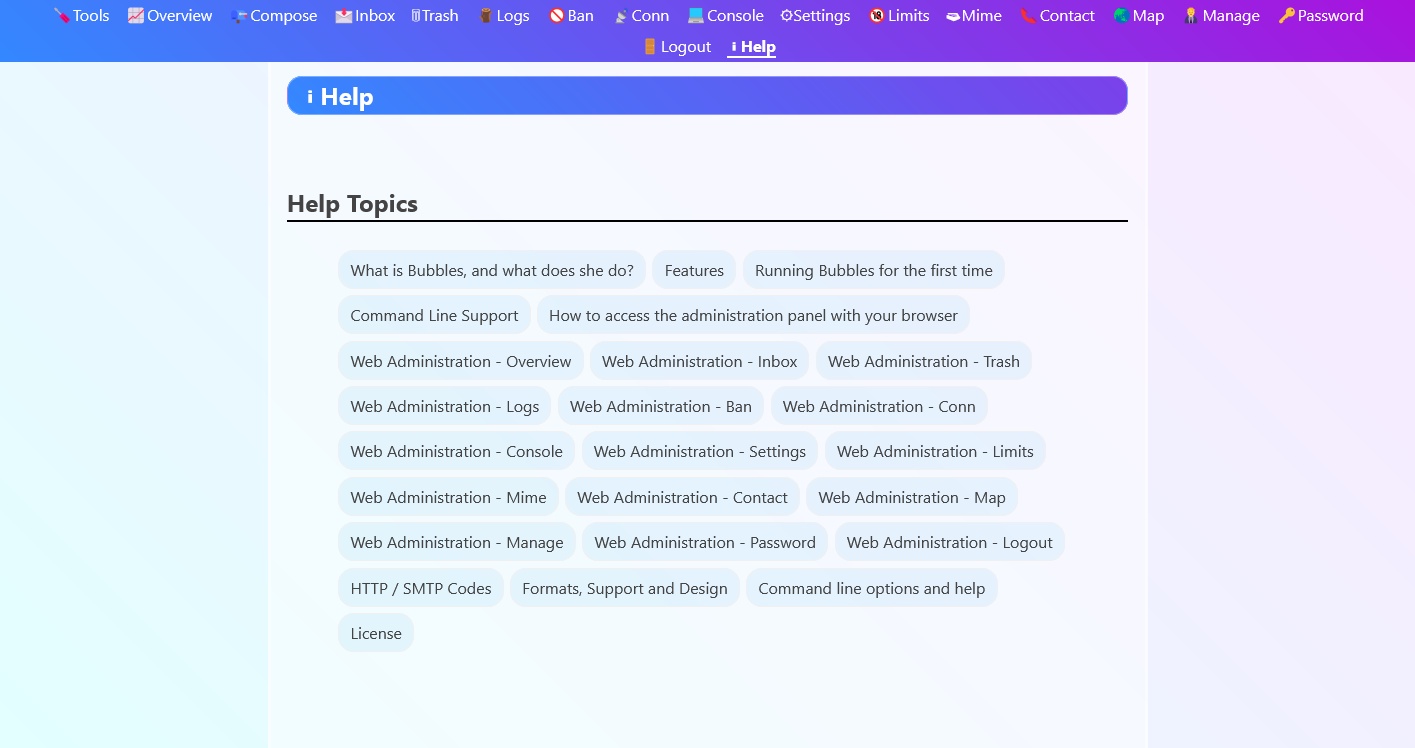 Tools Overview Compose Inbox Trash Logs Ban Conn Console Settings Limits Mime Contact Map Manage Password
Logout Help
Help
Help Topics
What is Bubbles, and what does she do? Features Running Bubbles for the first time
Command Line Support How to access the administration panel with your browser
Web Administration - Overview Web Administration - Inbox Web Administration - Trash
Web Administration - Logs Web Administration - Ban Web Administration - Conn
Web Administration - Console Web Administration - Settings Web Administration - Limits
Web Administration - Mime Web Administration - Contact Web Administration - Map
Web Administration - Manage Web Administration - Password Web Administration - Logout
HTTP / SMTP Codes Formats, Support and Design Command line options and help
License